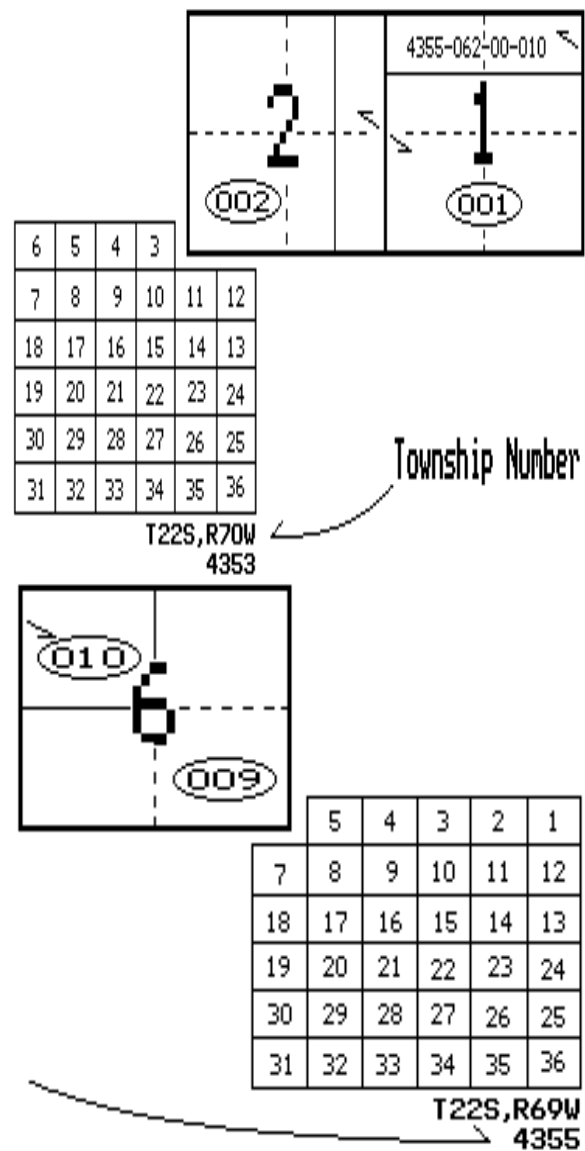 4355-062-00-010
2 1
002 001
6 5 4 3
7 8 9 10 11 12
18 17 16 15 14 13
19 20 21 22 23 24
30 29 28 27 26 25
31 32 33 34 35 36
Township Number
T22S,R70W
4353
010
6
009
5 4 3 2 1
7 8 9 10 11 12
18 17 16 15 14 13
19 20 21 22 23 24
30 29 28 27 26 25
31 32 33 34 35 36
T22S,R69W
4355